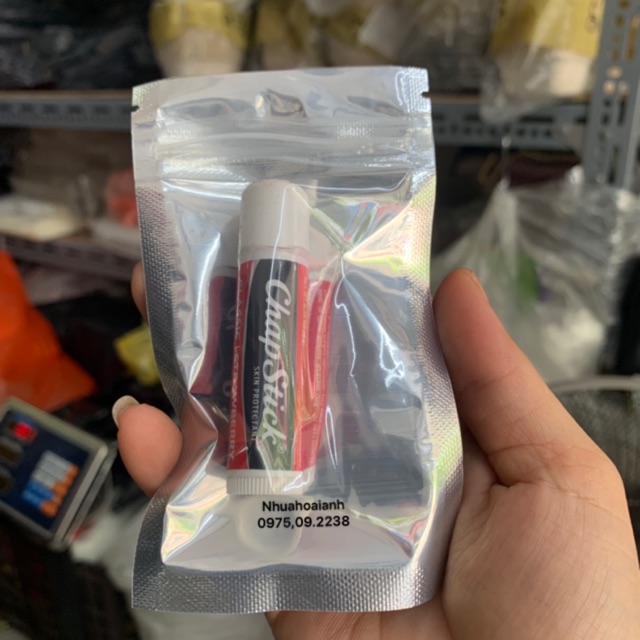 ChapStick
SKIN PROTECTANT
Nhuahoaianh
0975,09.2238